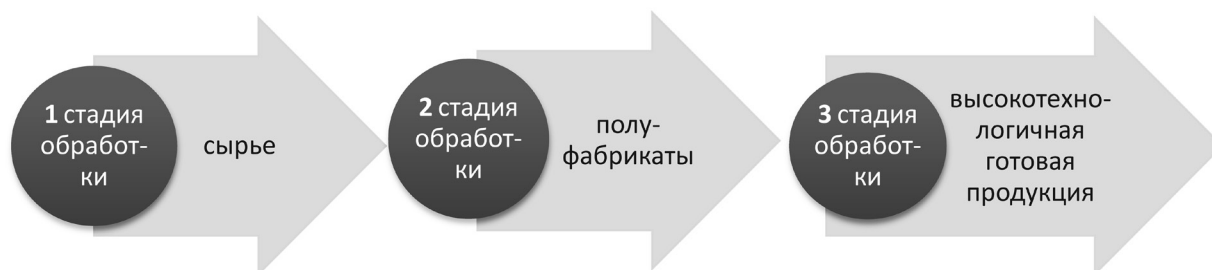 1 стадия
обработ-
ки
сырье
2 стадия
обработ-
ки
полу-
фабрикаты
3 стадия
обработ-
ки
высокотехно-
логичная
готовая
продукция